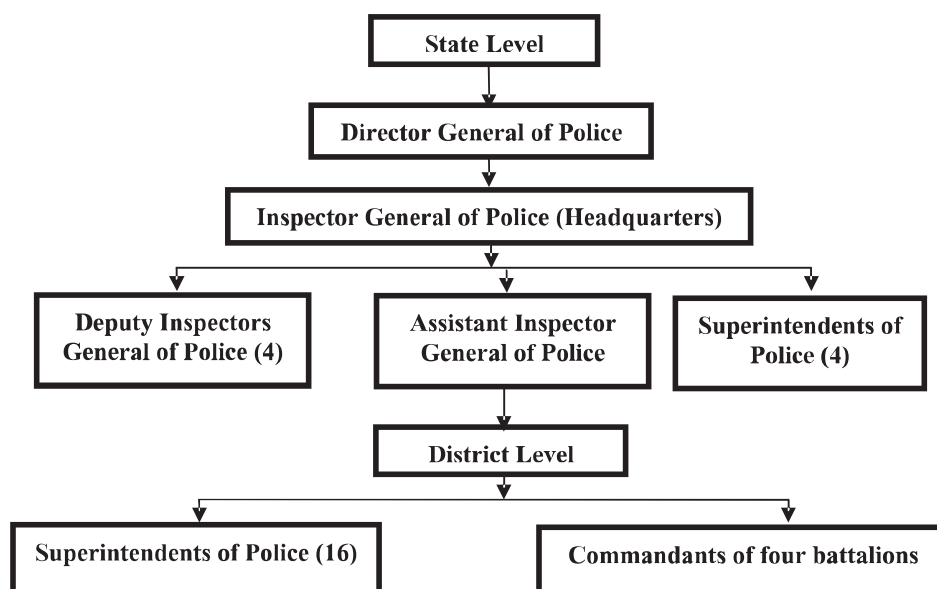 State Level
Director General of Police
Inspector General of Police (Headquarters)
Deputy Inspectors
General of Police (4)
Assistant Inspector
General of Police
Superintendents of
Police (4)
District Level
Superintendents of Police (16)
Commandants of four battalions